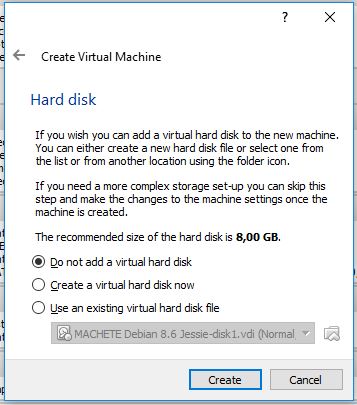 ?
Create Virtual Machine
Hard disk
If you wish you can add a virtual hard disk to the new machine.
You can either create a new hard disk file or select one from
the list or from another location using the folder icon.
If you need a more complex storage set-up you can skip this
step and make the changes to the machine settings once the
machine is created.
The recommended size of the hard disk is 8,00 GB.
Do not add a virtual hard disk
Create a virtual hard disk now
Use an existing virtual hard disk file
MACHETE Debian 8.6 Jessie-disk1.vdi (Normal,
Create
Cancel